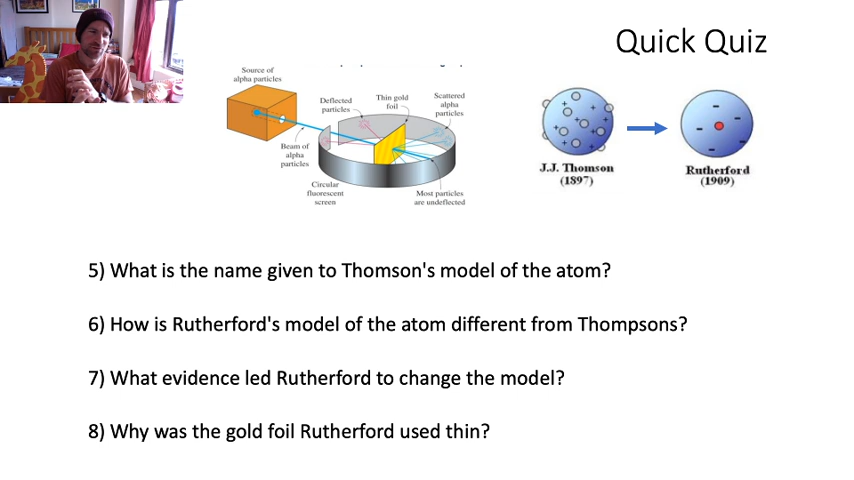 Quick Quiz
Source of
alpha particles
Deflected
particles
Thin gold
foil
Scattered
alpha
particles
Beam of
alpha
particles
Circular
fluorescent
screen
Most particles
are undeflected
J.J. Thomson
(1897)
Rutherford
(1909)
5) What is the name given to Thomson's model of the atom?
6) How is Rutherford's model of the atom different from Thompsons?
7) What evidence led Rutherford to change the model?
8) Why was the gold foil Rutherford used thin?